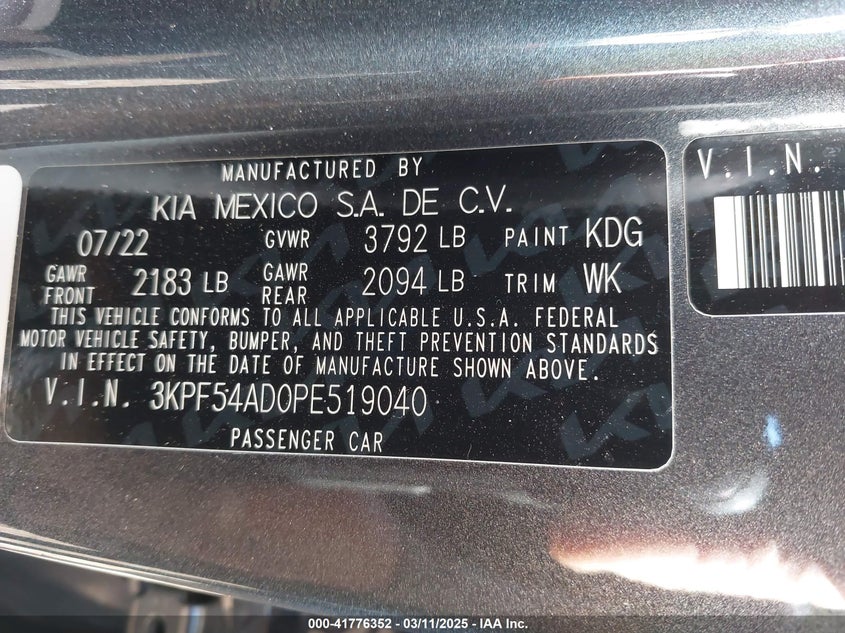 MANUFACTURED BY
KIA MEXICO S.A. DE C.V.
07/22 GVWR 3792 LB PAINT KDG
GAWR FRONT 2183 LB GAWR REAR 2094 LB TRIM WK
THIS VEHICLE CONFORMS TO ALL APPLICABLE U.S.A. FEDERAL
MOTOR VEHICLE SAFETY, BUMPER, AND THEFT PREVENTION STANDARDS
IN EFFECT ON THE DATE OF MANUFACTURE SHOWN ABOVE.
V.I.N. 3KPF54AD0PE519040
PASSENGER CAR
V.I.N.
000-41776352 - 03/11/2025 - IAA Inc.